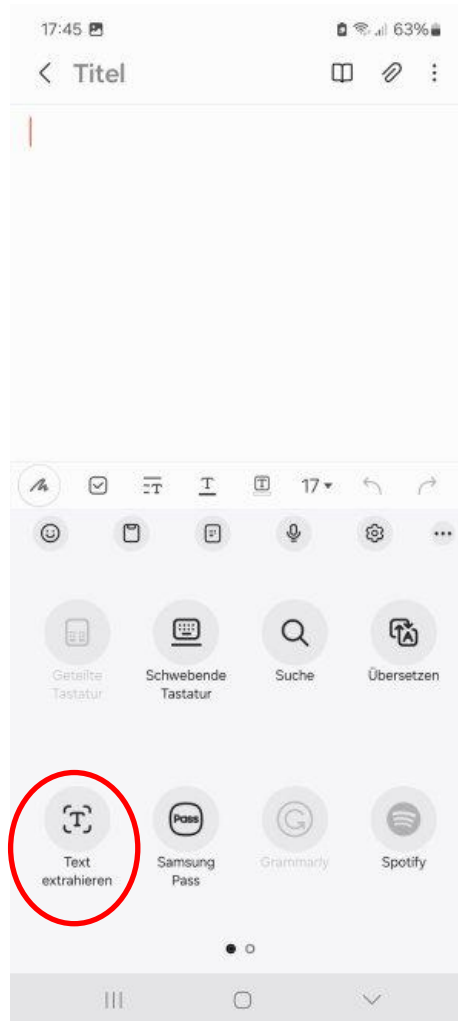 17:45 63%
Titel
17
Geteilte Tastatur
Schwebende Tastatur
Suche
Übersetzen
Text extrahieren
Pass
Samsung Pass
Grammarly
Spotify